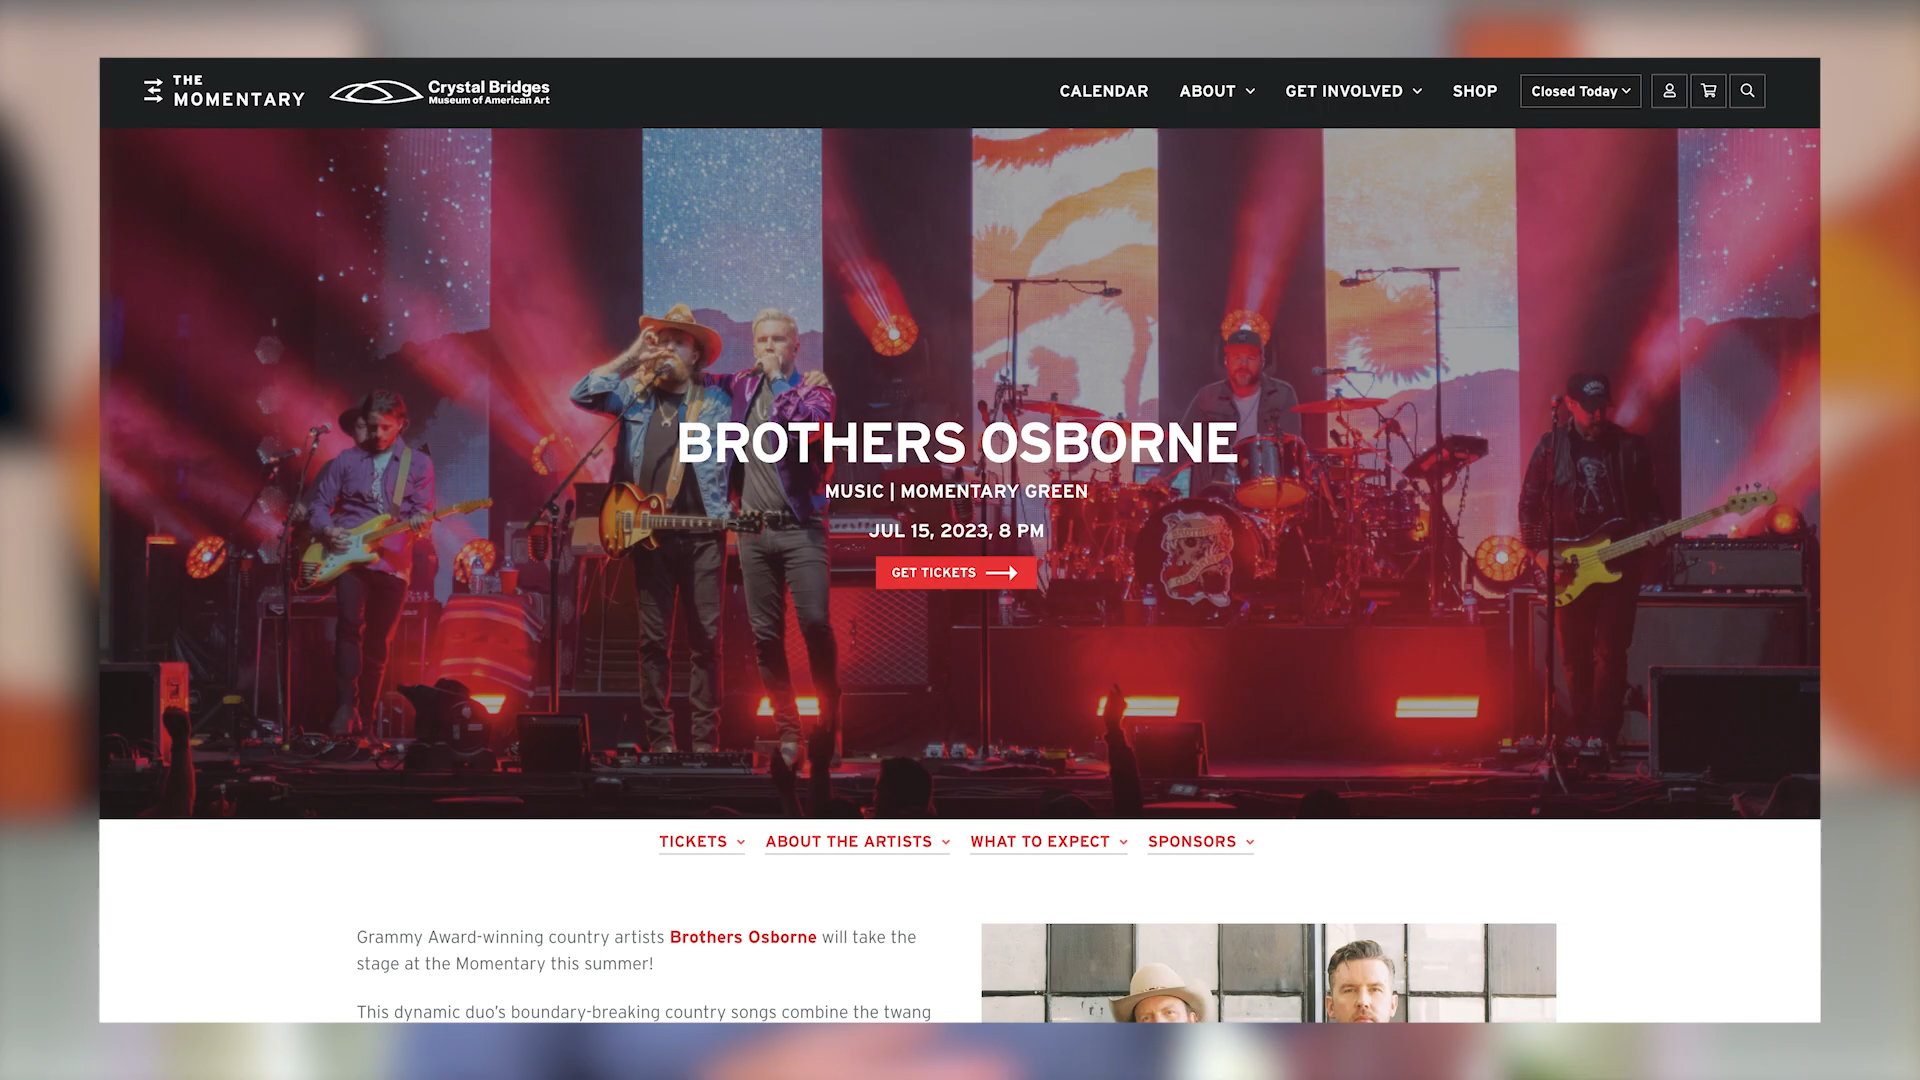 THE
MOMENTARY
Crystal Bridges
Museum of American Art
CALENDAR ABOUT GET INVOLVED SHOP Closed Today
BROTHERS OSBORNE
MUSIC | MOMENTARY GREEN
JUL 15, 2023, 8 PM
GET TICKETS
TICKETS ABOUT THE ARTISTS WHAT TO EXPECT SPONSORS
Grammy Award-winning country artists Brothers Osborne will take the
stage at the Momentary this summer!
This dynamic duo's boundary-breaking country songs combine the twang